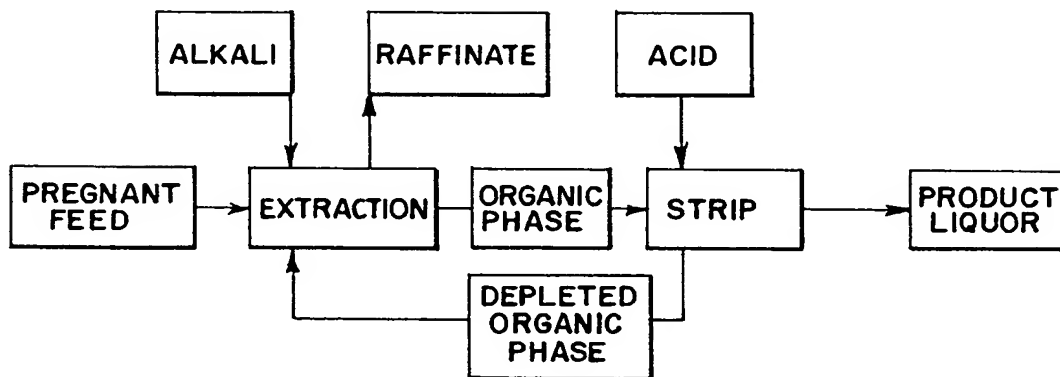 ALKALI
RAFFINATE
ACID
PREGNANT
FEED
EXTRACTION
ORGANIC
PHASE
STRIP
PRODUCT
LIQUOR
DEPLETED
ORGANIC
PHASE